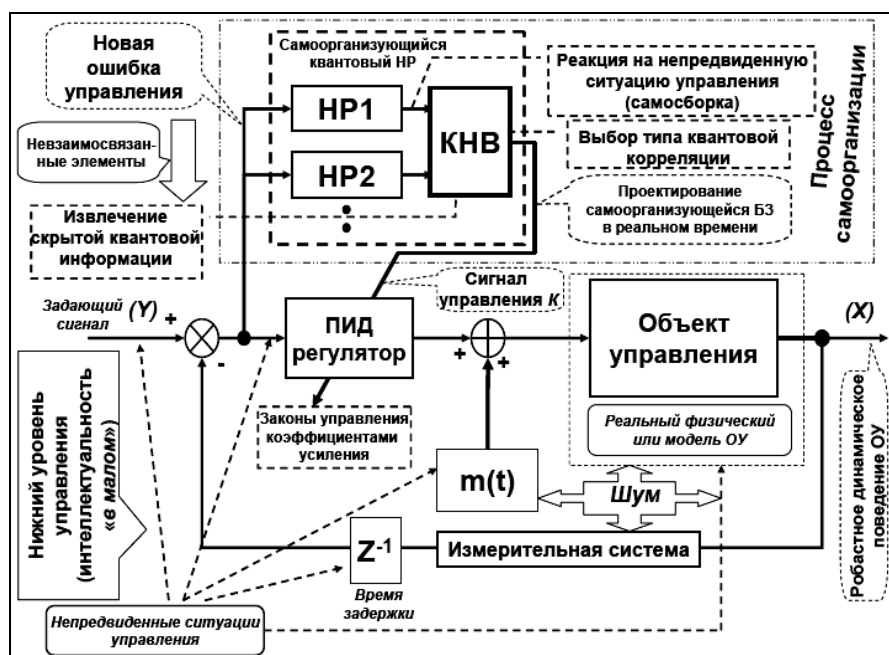 Новая
ошибка
управления
Самоорганизующийся
квантовый НР
НР1
НР2
КНВ
Реакция на непредвиденную
ситуацию управления
(самосборка)
Выбор типа квантовой
корреляции
Проектирование
самоорганизующейся БЗ
в реальном времени
Процесс
самоорганизации
Невзаимосвязан-
ные элементы
Извлечение
скрытой квантовой
информации
Сигнал
управления К
Задающий
сигнал
(Y)
+
-
ПИД
регулятор
+
+
Объект
управления
(X)
Реальный физический
или модель ОУ
Законы управления
коэффициентами
усиления
m(t)
Шум
Измерительная система
Z-1
Время
задержки
Нижний уровень
управления
(интеллектуальность
«в малом»)
Непредвиденные ситуации
управления
Робастное динамическое
поведение ОУ